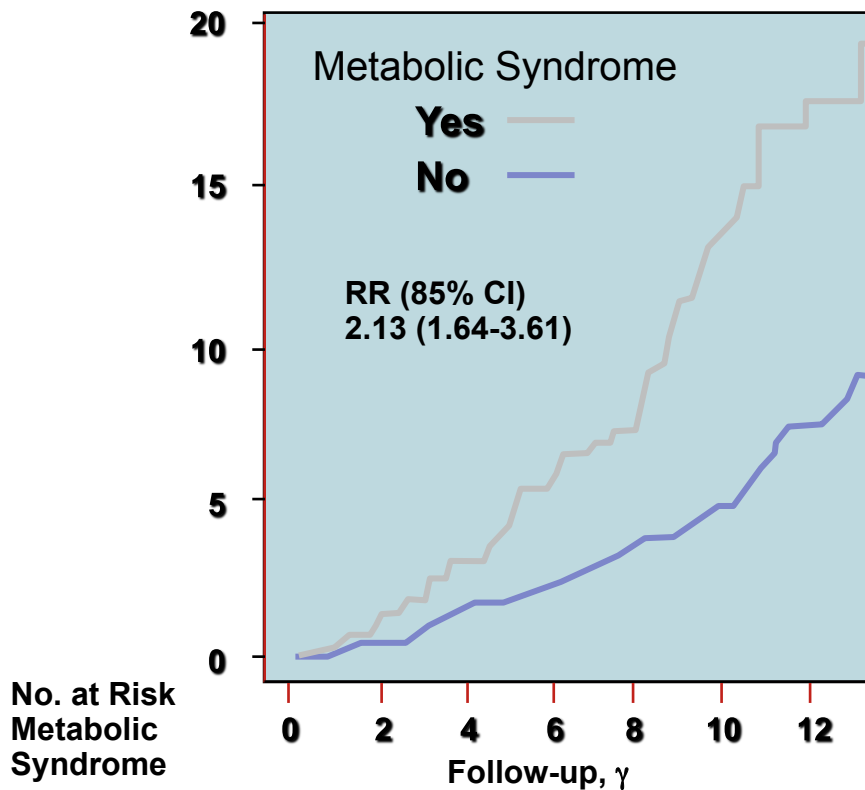 20
Metabolic Syndrome
Yes
No
15
RR (85% CI)
2.13 (1.64-3.61)
10
5
0
No. at Risk
Metabolic
Syndrome
0 2 4 6 8 10 12
Follow-up, γ